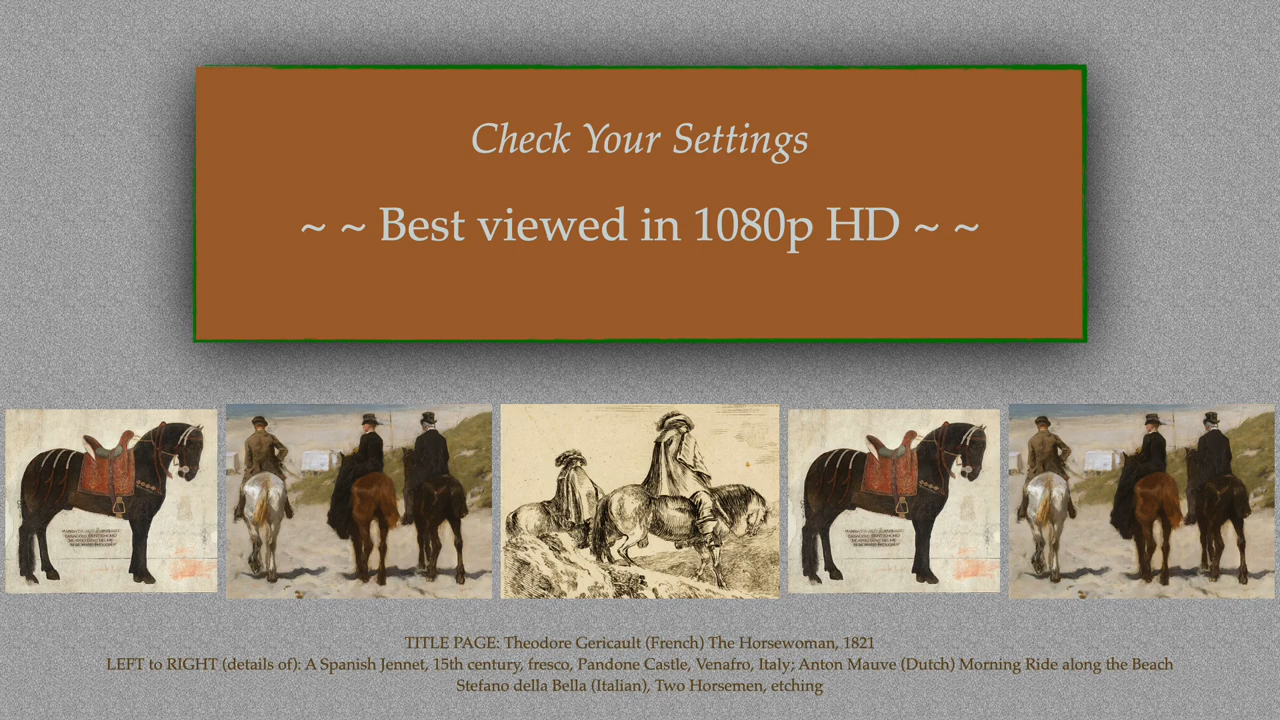 Check Your Settings
~ ~ Best viewed in 1080p HD ~ ~
TITLE PAGE: Theodore Gericault (French) The Horsewoman, 1821
LEFT to RIGHT (details of): A Spanish Jennet, 15th century, fresco, Pandone Castle, Venafro, Italy; Anton Mauve (Dutch) Morning Ride along the Beach
Stefano della Bella (Italian), Two Horsemen, etching